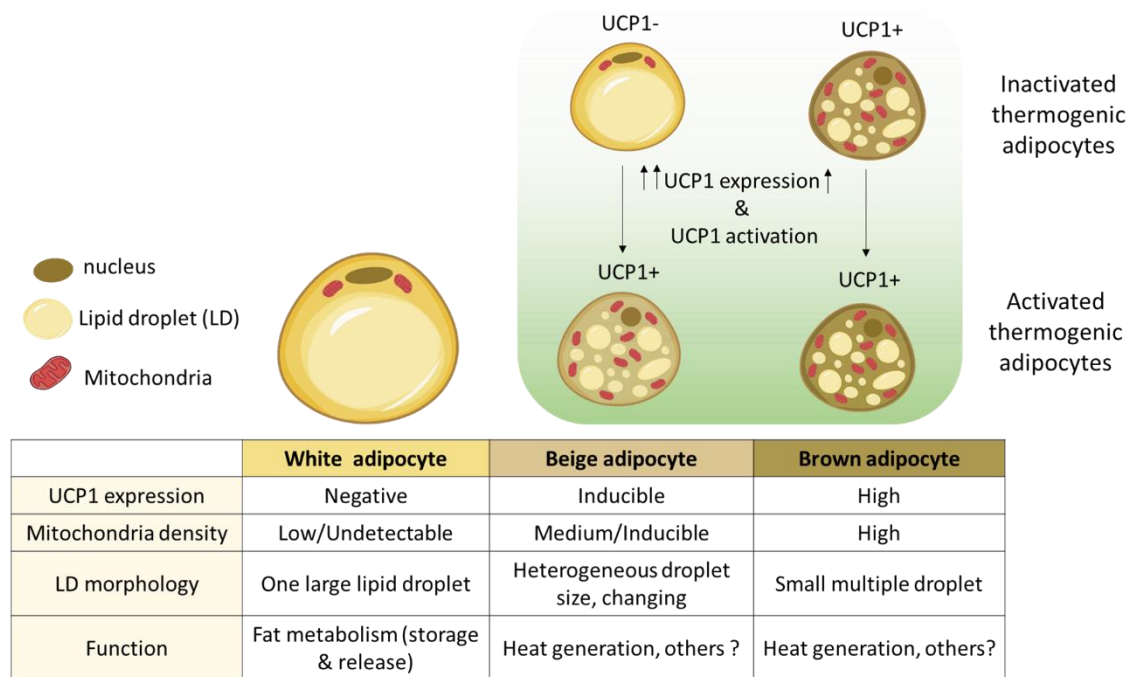 UCP1-
UCP1+
Inactivated
thermogenic
adipocytes
↑↑UCP1 expression ↑
&
UCP1 activation
UCP1+
UCP1+
Activated
thermogenic
adipocytes
nucleus
Lipid droplet (LD)
Mitochondria
White adipocyte
Beige adipocyte
Brown adipocyte
UCP1 expression
Negative
Inducible
High
Mitochondria density
Low/Undetectable
Medium/Inducible
High
LD morphology
One large lipid droplet
Heterogeneous droplet
size, changing
Small multiple droplet
Function
Fat metabolism (storage
& release)
Heat generation, others ?
Heat generation, others?